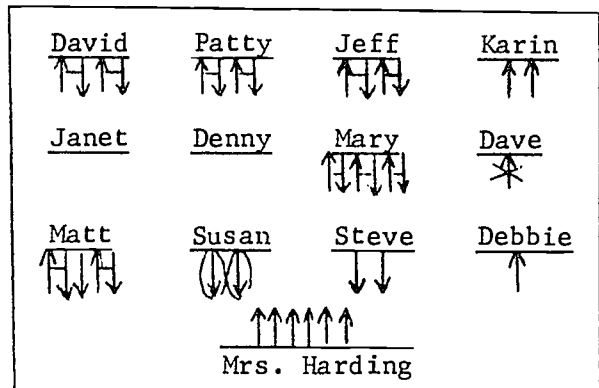 David Patty Jeff Karin
Janet Denny Mary Dave
Matt Susan Steve Debbie
Mrs. Harding